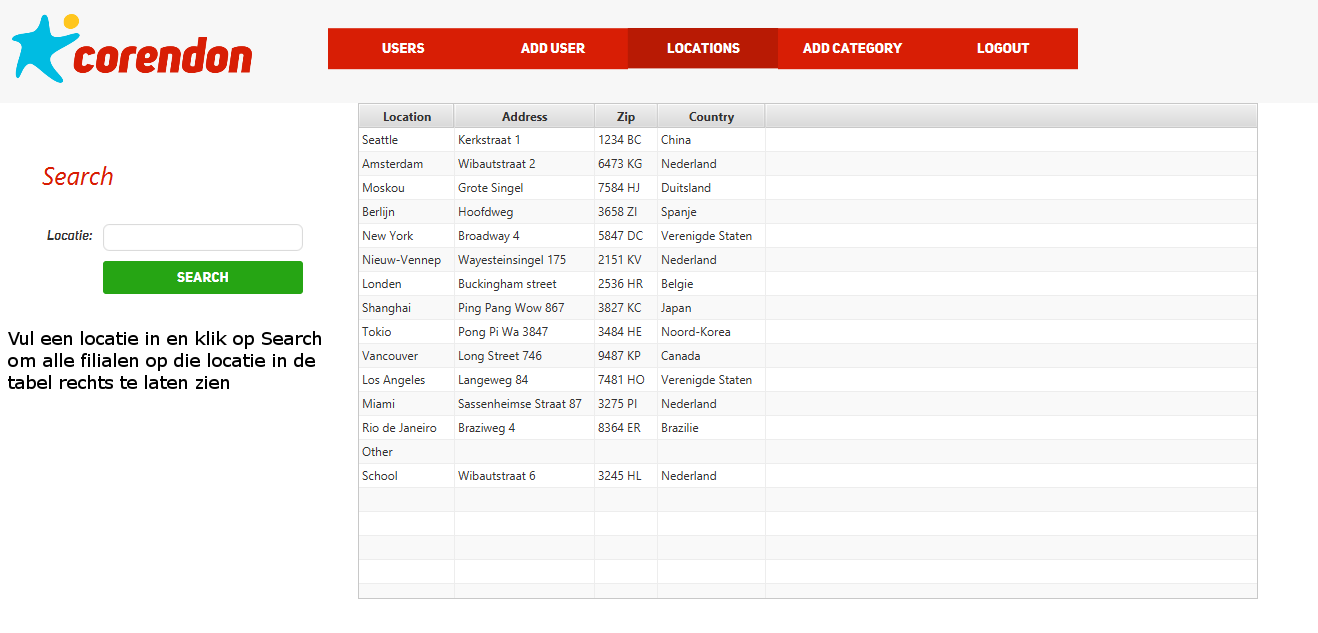 corendon
USERS ADD USER LOCATIONS ADD CATEGORY LOGOUT
Search
Locatie:
SEARCH
Vul een locatie in en klik op Search
om alle filialen op die locatie in de
tabel rechts te laten zien
Location Address Zip Country
Seattle Kerkstraat 1 1234 BC China
Amsterdam Wibautstraat 2 6473 KG Nederland
Moskou Grote Singel 7584 HJ Duitsland
Berlijn Hoofdweg 3658 ZI Spanje
New York Broadway 4 5847 DC Verenigde Staten
Nieuw-Vennep Wayesteinsingel 175 2151 KV Nederland
Londen Buckingham street 2536 HR Belgie
Shanghai Ping Pang Wow 867 3827 KC Japan
Tokio Pong Pi Wa 3847 3484 HE Noord-Korea
Vancouver Long Street 746 9487 KP Canada
Los Angeles Langeweg 84 7481 HO Verenigde Staten
Miami Sassenheimse Straat 87 3275 PI Nederland
Rio de Janeiro Braziweg 4 8364 ER Brazilie
Other
School Wibautstraat 6 3245 HL Nederland